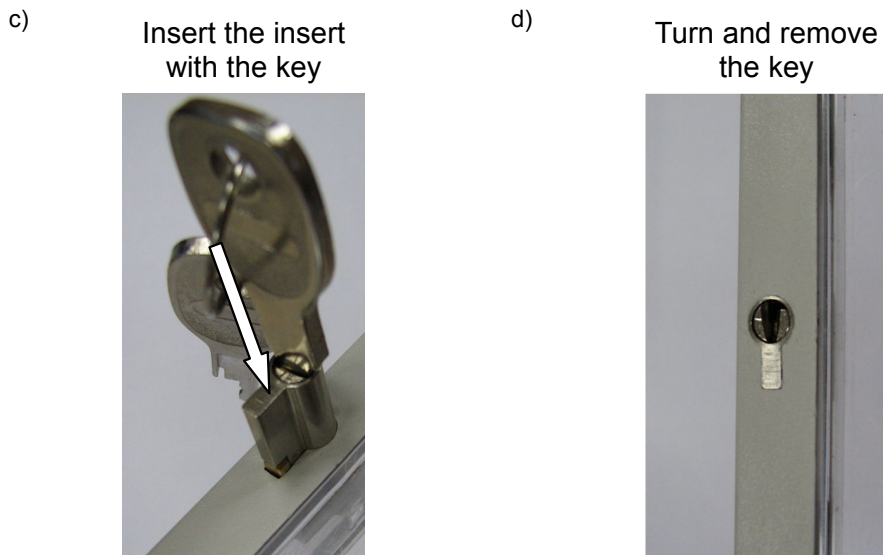 c)
Insert the insert
with the key
d)
Turn and remove
the key